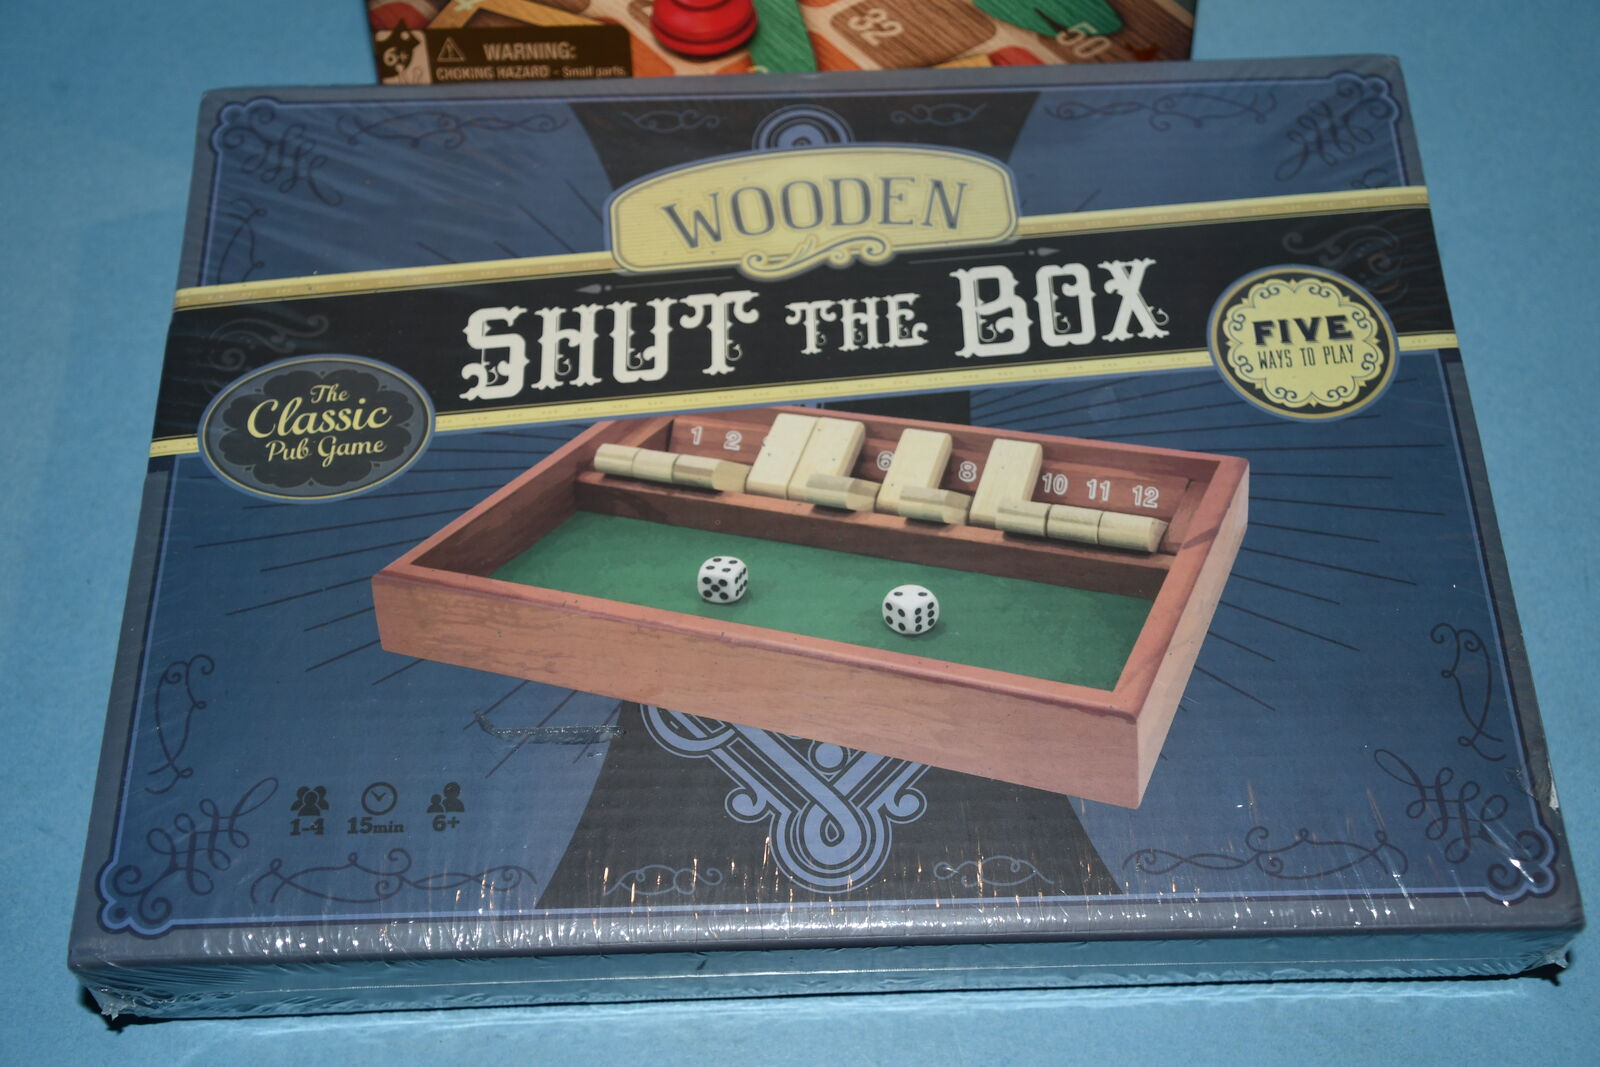 6+
WARNING:
CHOKING HAZARD - Small parts.
32
50
WOODEN
SHUT THE BOX
FIVE
WAYS TO PLAY
The
Classic
Pub Game
1 2 6 8 10 11 12
1-4 15min 6+